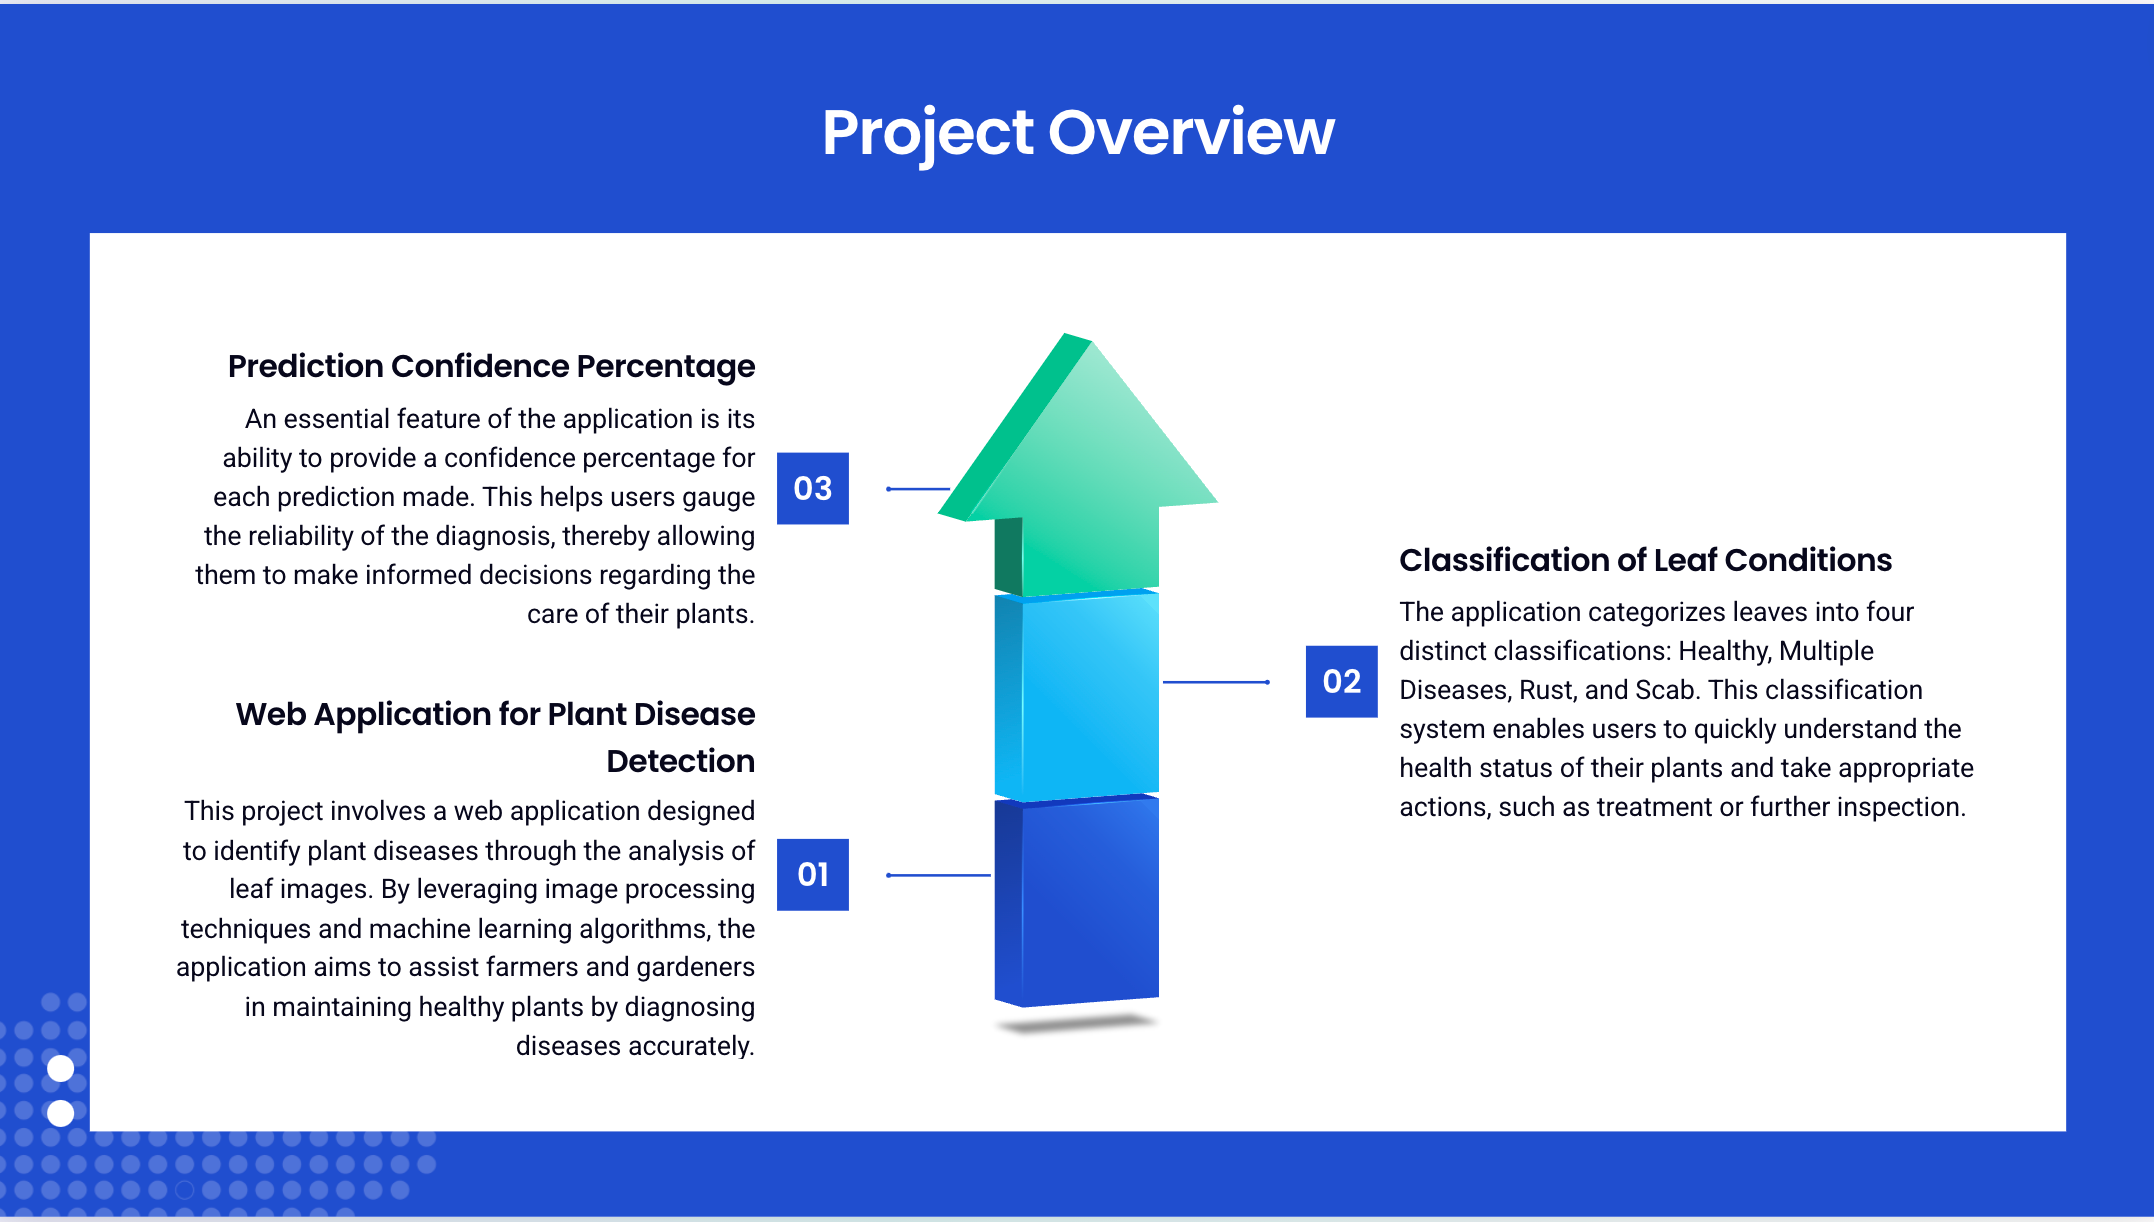 Project Overview
Prediction Confidence Percentage
An essential feature of the application is its
ability to provide a confidence percentage for
each prediction made. This helps users gauge
the reliability of the diagnosis, thereby allowing
them to make informed decisions regarding the
care of their plants.
03
Classification of Leaf Conditions
The application categorizes leaves into four
distinct classifications: Healthy, Multiple
Diseases, Rust, and Scab. This classification
system enables users to quickly understand the
health status of their plants and take appropriate
actions, such as treatment or further inspection.
02
Web Application for Plant Disease
Detection
This project involves a web application designed
to identify plant diseases through the analysis of
leaf images. By leveraging image processing
techniques and machine learning algorithms, the
application aims to assist farmers and gardeners
in maintaining healthy plants by diagnosing
diseases accurately.
01